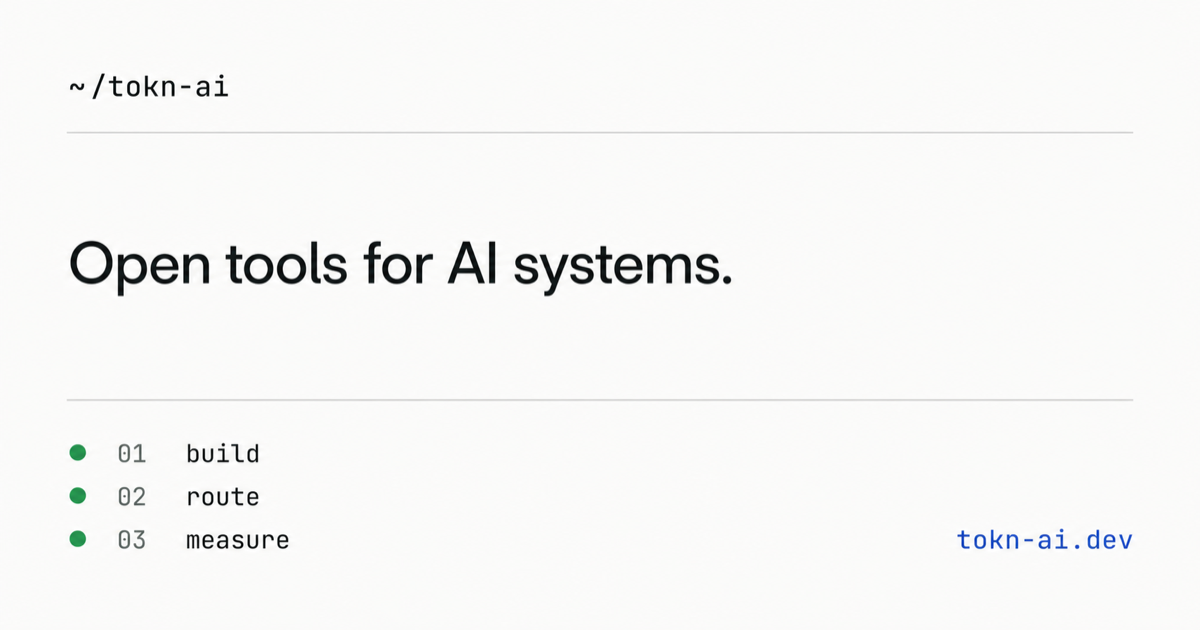 ~/tokn-ai
Open tools for AI systems.
01 build
02 route
03 measure
tokn-ai.dev